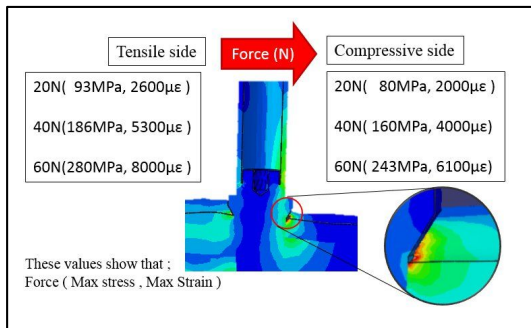 Tensile side
Force (N)
Compressive side
20N( 93MPa, 2600με )
40N(186MPa, 5300με )
60N(280MPa, 8000με )
20N( 80MPa, 2000με)
40N( 160MPa, 4000με)
60N( 243MPa, 6100με)
These values show that ;
Force ( Max stress , Max Strain )